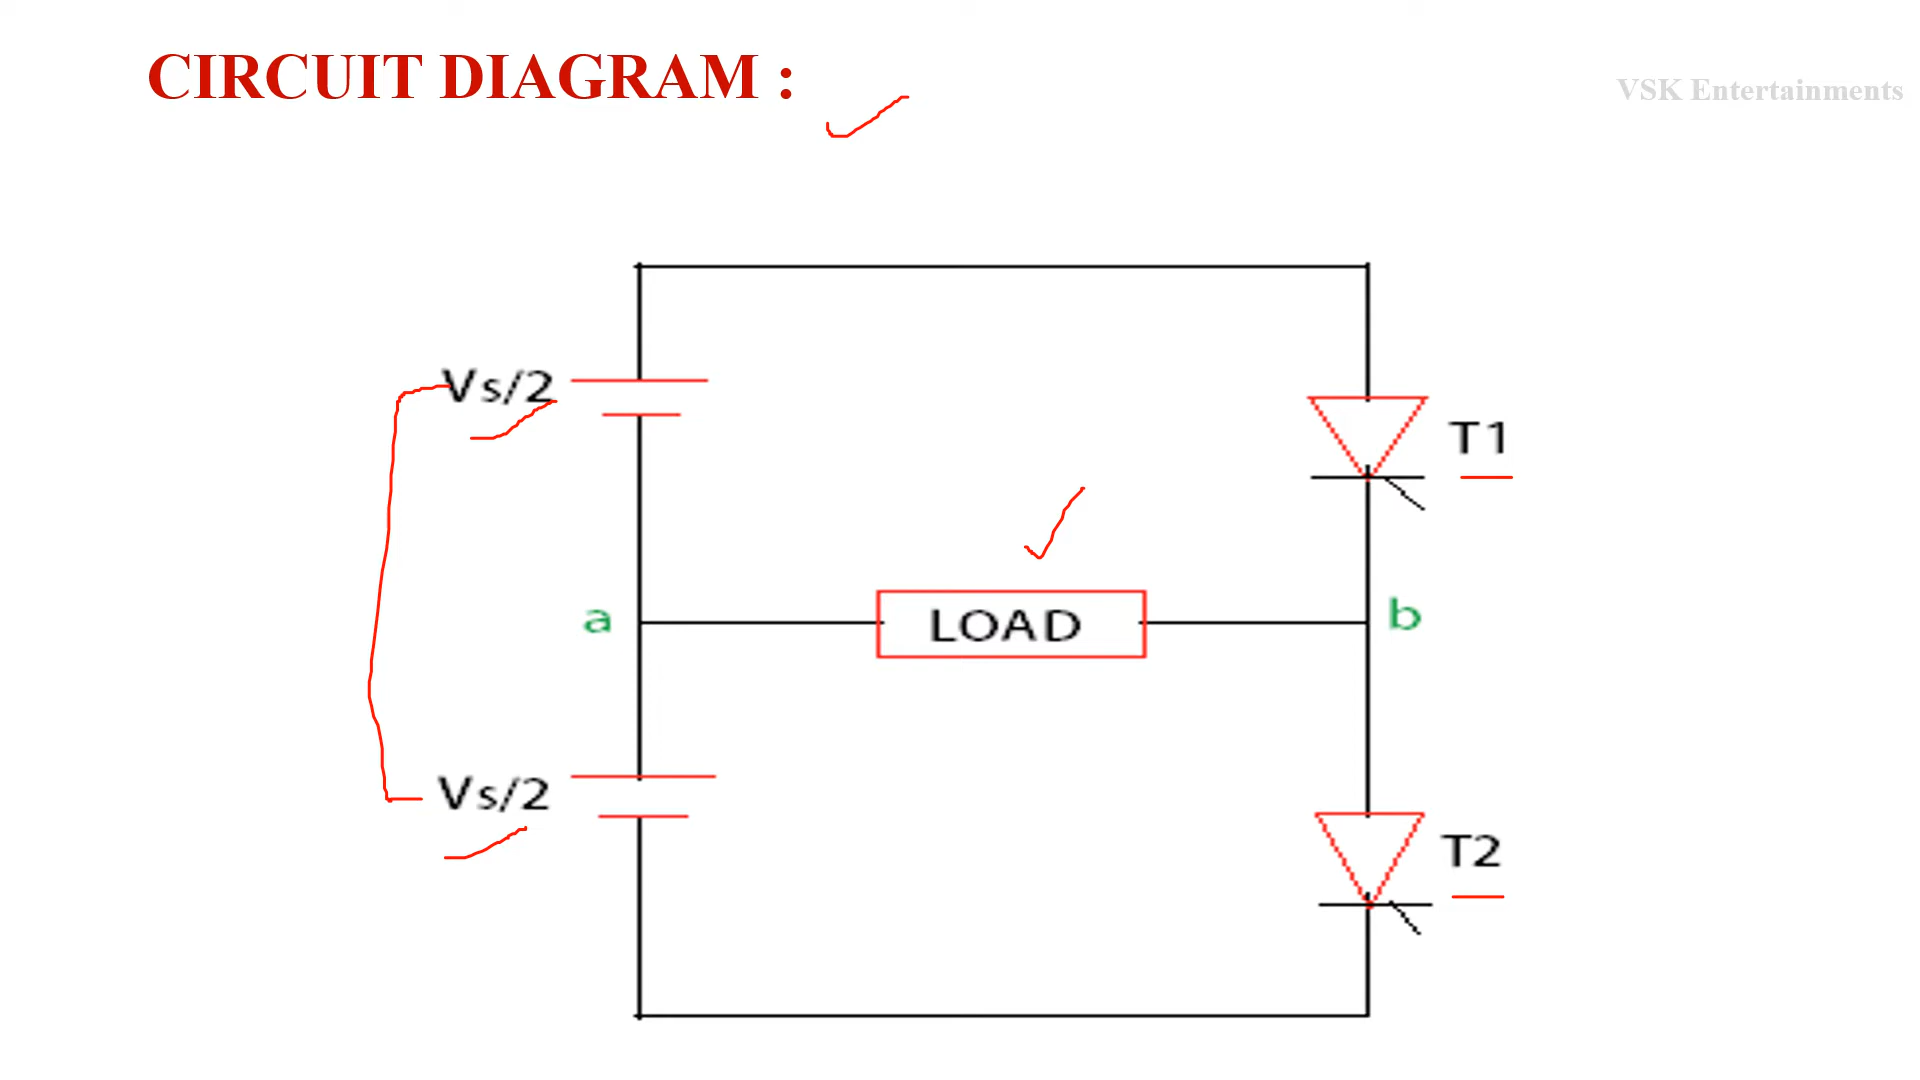 CIRCUIT DIAGRAM :
VSK Entertainments
Vs/2
T1
a
LOAD
b
Vs/2
T2